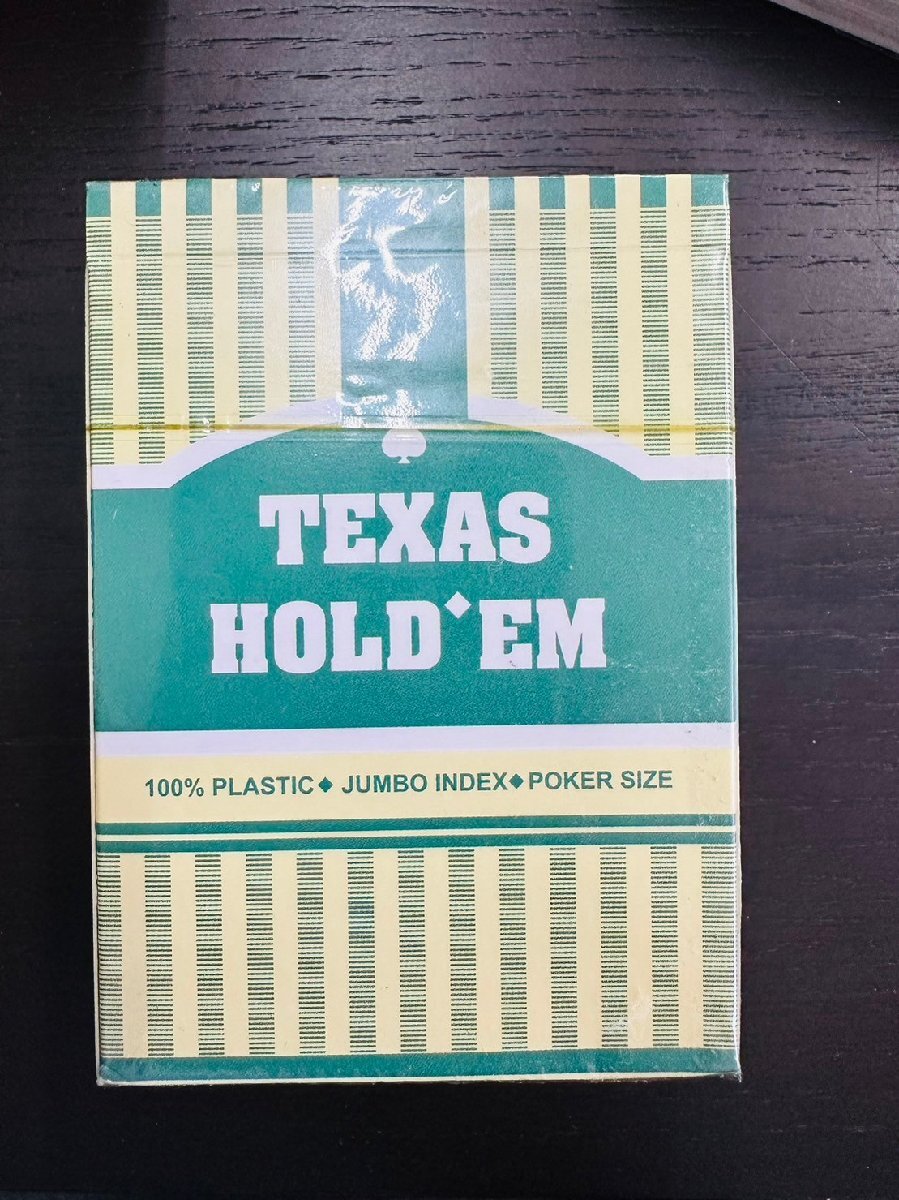 TEXAS
HOLD'EM
100% PLASTIC♦ JUMBO INDEX♦POKER SIZE